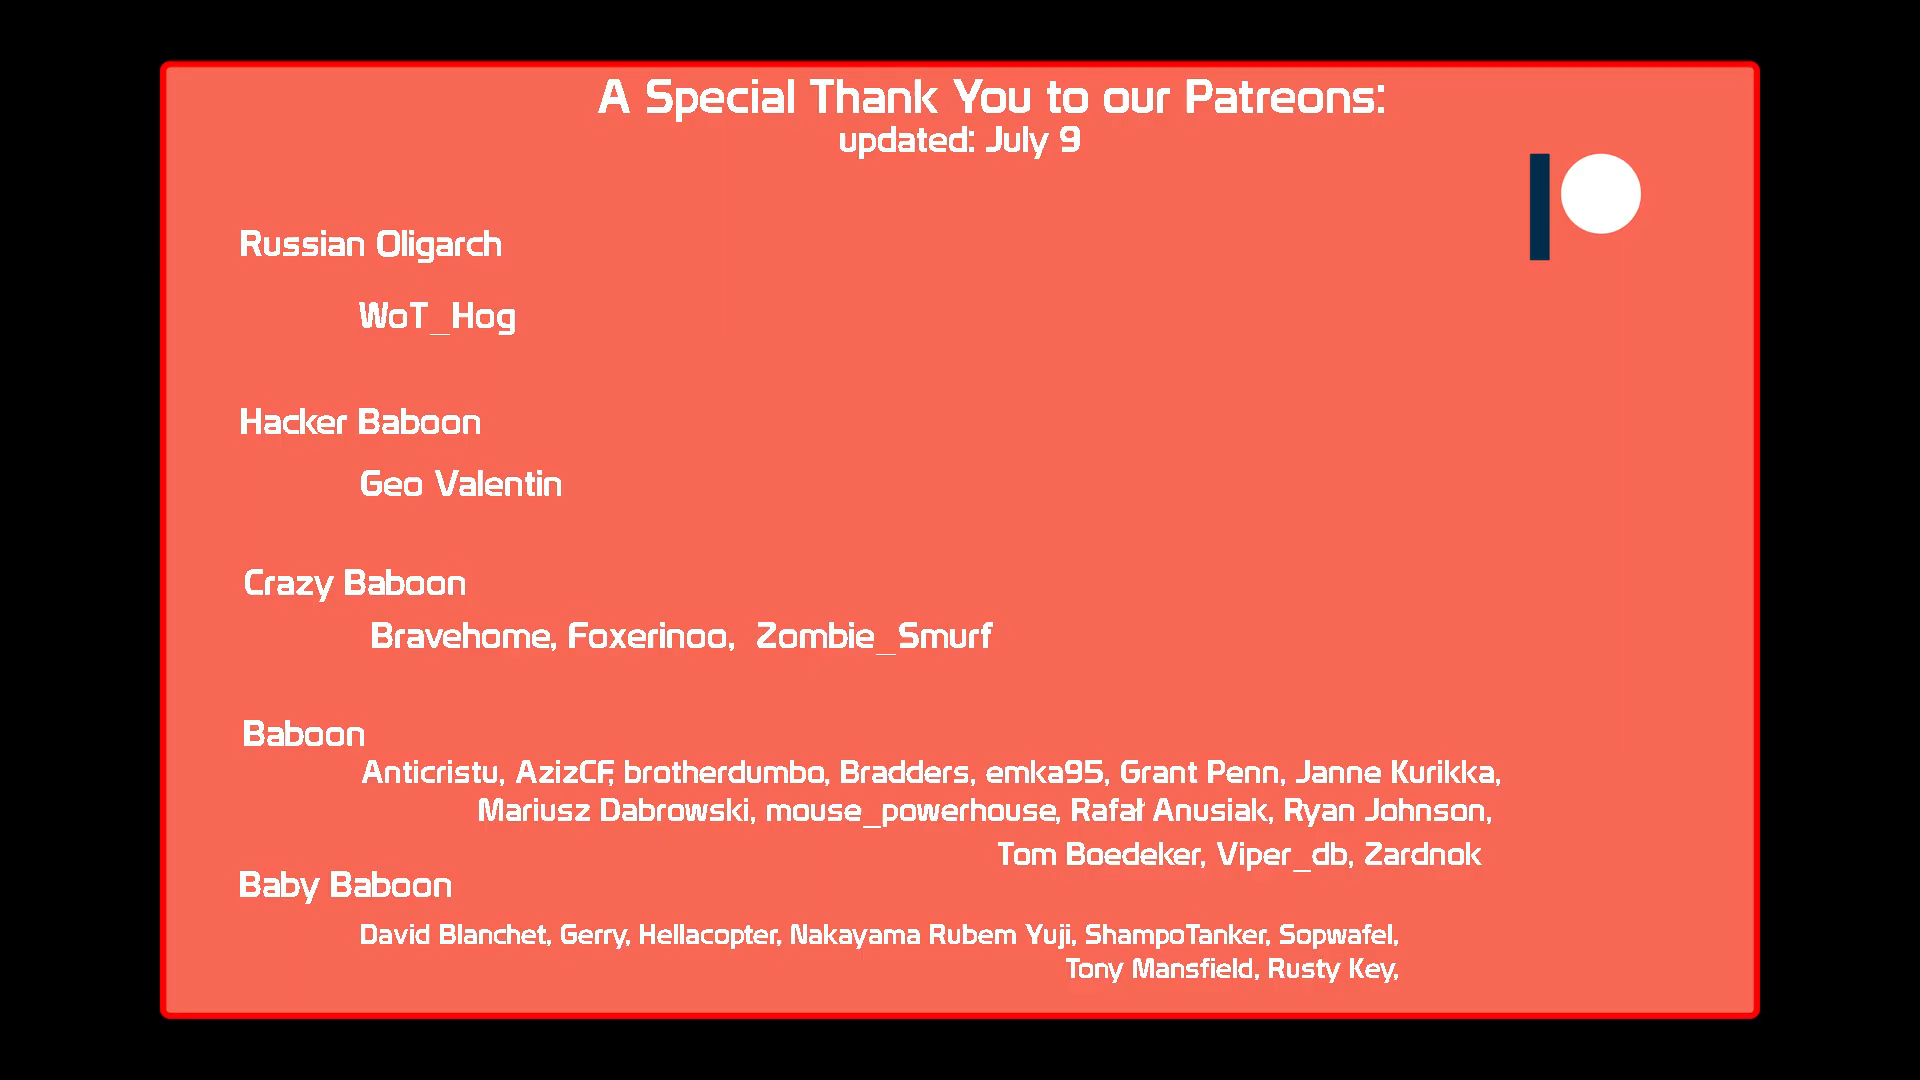 A Special Thank You to our Patreons:
updated: July 9
Russian Oligarch
WoT_Hog
Hacker Baboon
Geo Valentin
Crazy Baboon
Bravehome, Foxerinoo, Zombie_Smurf
Baboon
Anticristu, AzizCF, brotherdumbo, Bradders, emka95, Grant Penn, Janne Kurikka,
Mariusz Dabrowski, mouse_powerhouse, Rafał Anusiak, Ryan Johnson,
Tom Boedeker, Viper_db, Zardnok
Baby Baboon
David Blanchet, Gerry, Hellacopter, Nakayama Rubem Yuji, ShampoTanker, Sopwafel,
Tony Mansfield, Rusty Key,